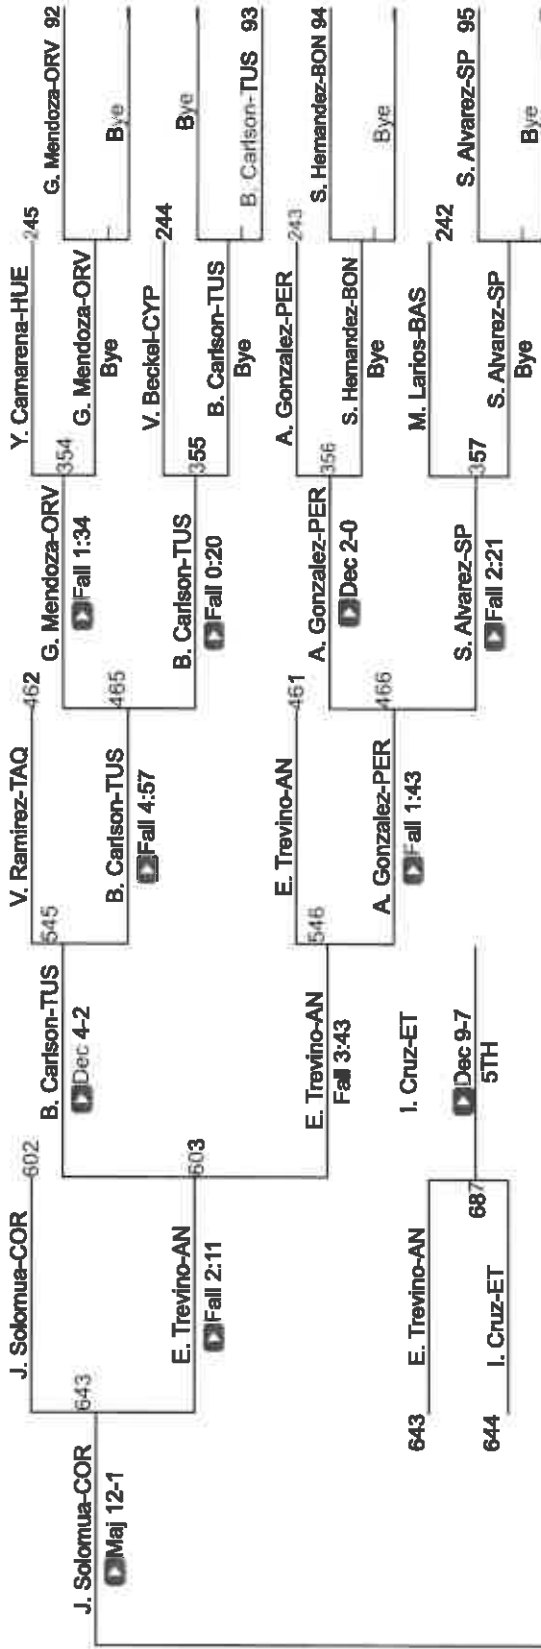 J. Solomua-COR
Maj 12-1
643
J. Solomua-COR
602
E. Trevino-AN
Fall 2:11
603
B. Carlson-TUS
Dec 4-2
545
E. Trevino-AN
Fall 3:43
546
V. Ramirez-TAQ
462
B. Carlson-TUS
Fall 4:57
465
E. Trevino-AN
461
A. Gonzalez-PER
Fall 1:43
466
G. Mendoza-ORV
Fall 1:34
354
B. Carlson-TUS
Fall 0:20
355
A. Gonzalez-PER
Dec 2-0
356
S. Alvarez-SP
Fall 2:21
357
Y. Camarena-HUE
245
G. Mendoza-ORV
Bye
V. Beckel-CYP
244
B. Carlson-TUS
Bye
A. Gonzalez-PER
243
S. Hernandez-BON
Bye
M. Larios-BAS
242
S. Alvarez-SP
Bye
G. Mendoza-ORV 92
Bye
Bye
B. Carlson-TUS 93
S. Hernandez-BON 94
Bye
S. Alvarez-SP 95
Bye
643 E. Trevino-AN
644 I. Cruz-ET
687
I. Cruz-ET
Dec 9-7
5TH